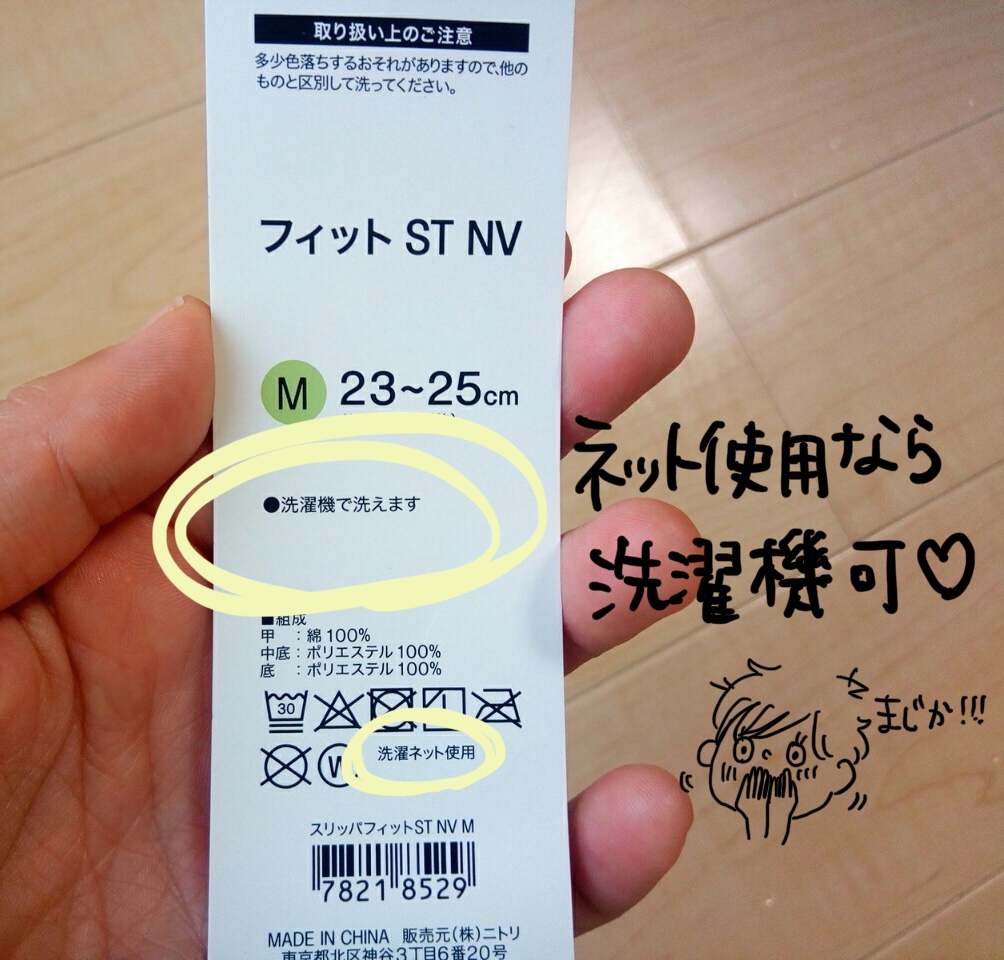 取り扱い上のご注意
多少色落ちするおそれがありますので、他の
ものと区別して洗ってください。
フィット ST NV
M 23~25cm
●洗濯機で洗えます
ネット使用なら
洗濯機可♡
■組成
甲　：綿100%
中底：ポリエステル100%
底　：ポリエステル100%
30
W
洗濯ネット使用
まじか!!!
スリッパフィットST NV M
7821 8529
MADE IN CHINA 販売元(株)ニトリ
東京都北区神谷3丁目6番20号